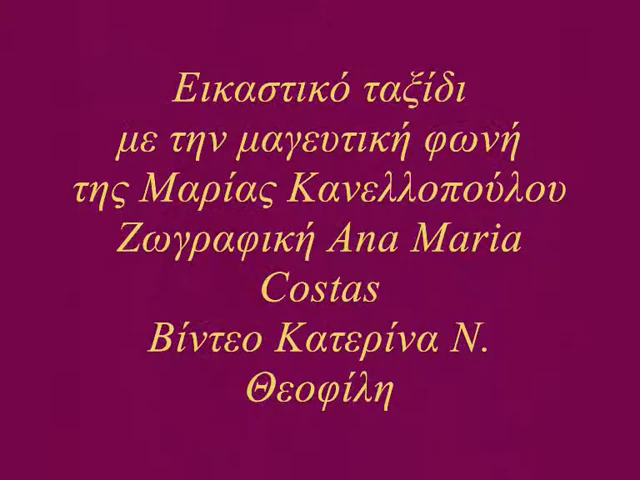 Εικαστικό ταξίδι
με την μαγευτική φωνή
της Μαρίας Κανελλοπούλου
Ζωγραφική Ana Maria
Costas
Βίντεο Κατερίνα Ν.
Θεοφίλη